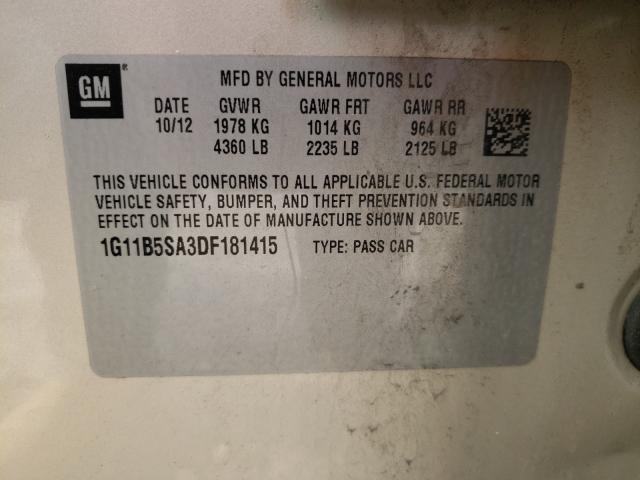 GM
MFD BY GENERAL MOTORS LLC
DATE GVWR GAWR FRT GAWR RR
10/12 1978 KG 1014 KG 964 KG
4360 LB 2235 LB 2125 LB
THIS VEHICLE CONFORMS TO ALL APPLICABLE U.S. FEDERAL MOTOR
VEHICLE SAFETY, BUMPER, AND THEFT PREVENTION STANDARDS IN
EFFECT ON THE DATE OF MANUFACTURE SHOWN ABOVE.
1G11B5SA3DF181415 TYPE: PASS CAR